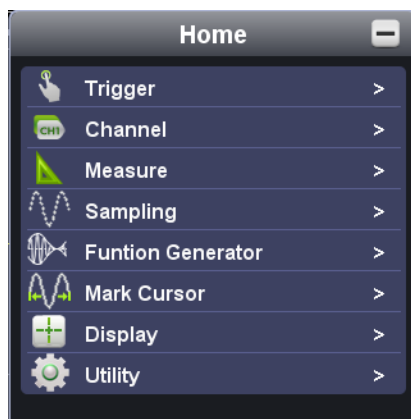 Home
Trigger >
CH1 Channel >
Measure >
Sampling >
Funtion Generator >
Mark Cursor >
Display >
Utility >